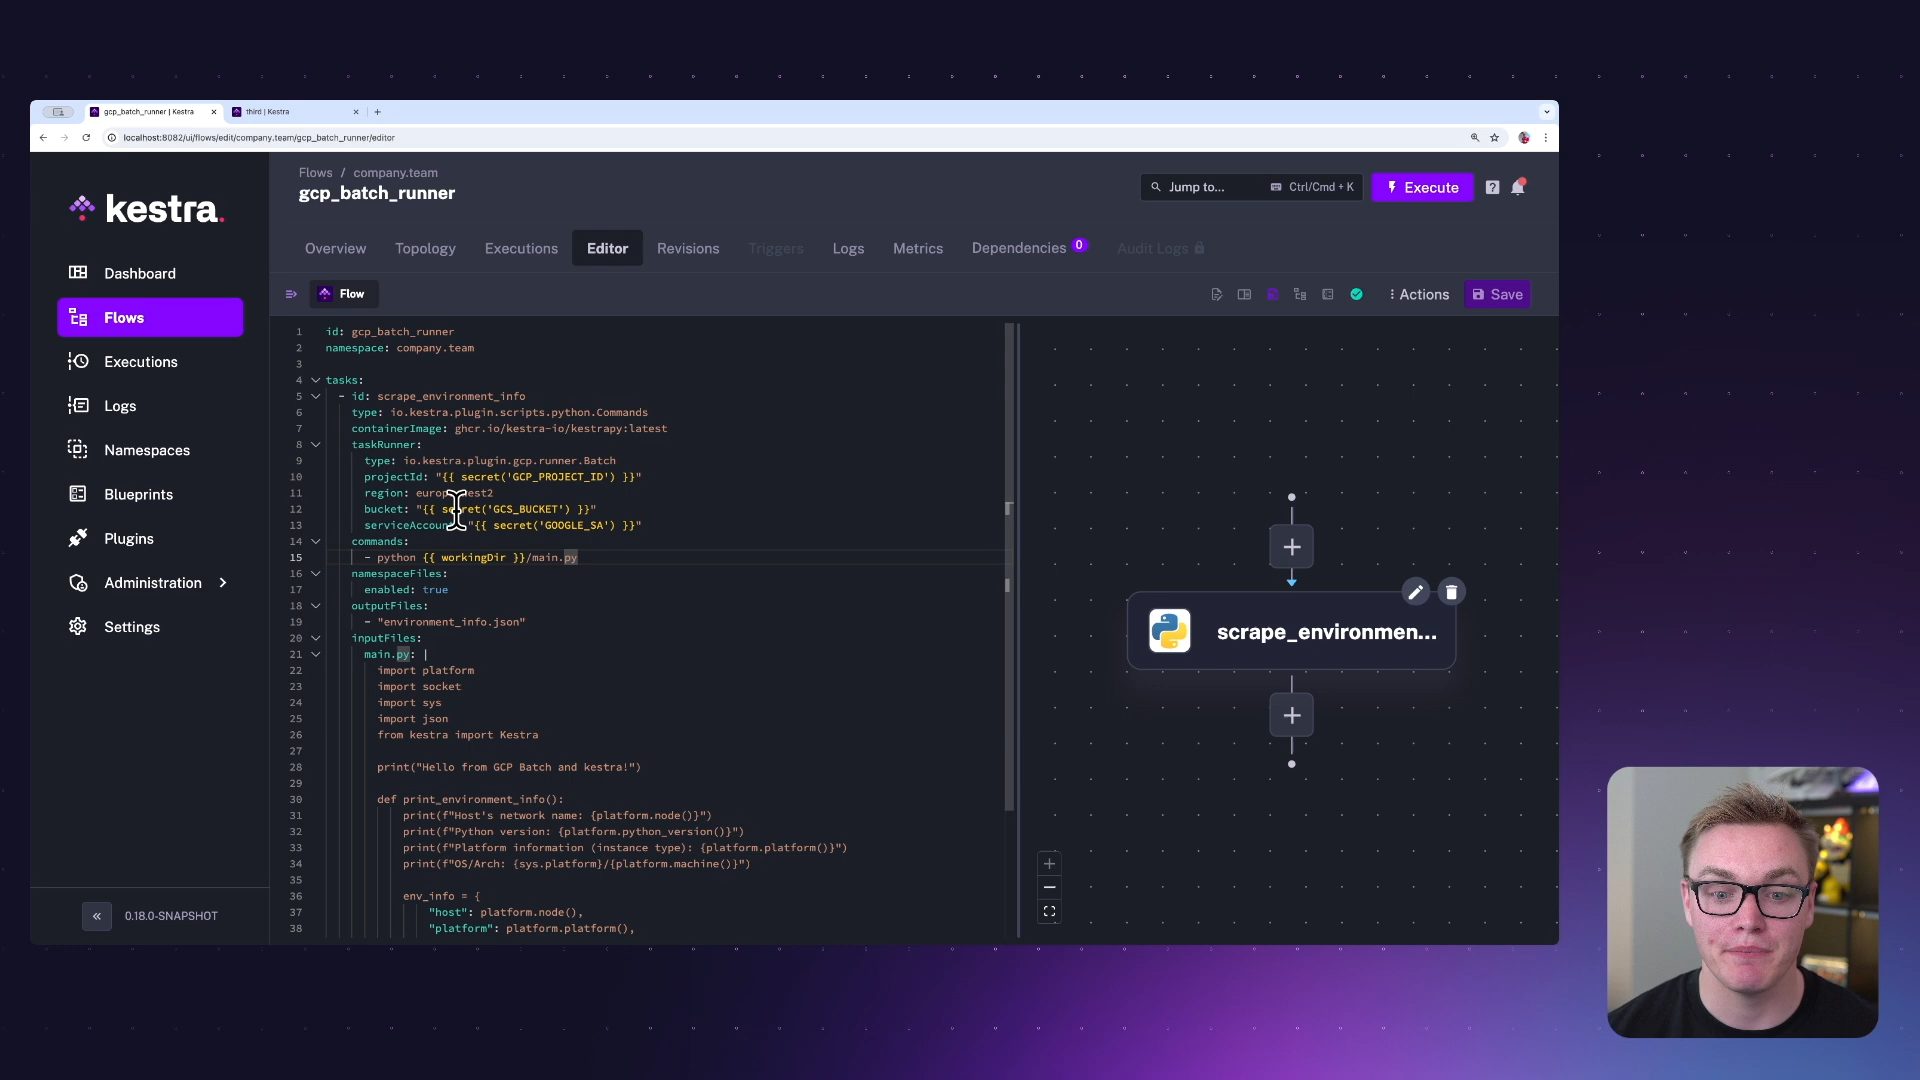 gcp_batch_runner | Kestra
third | Kestra
localhost:8082/ui/flows/edit/company.team/gcp_batch_runner/editor
kestra.
Flows / company.team
gcp_batch_runner
Jump to... Ctrl/Cmd + K
Execute
Overview Topology Executions Editor Revisions Triggers Logs Metrics Dependencies 0 Audit Logs
Dashboard
Flows
Executions
Logs
Namespaces
Blueprints
Plugins
Administration
Settings
0.18.0-SNAPSHOT
Flow
Actions
Save
1 id: gcp_batch_runner
2 namespace: company.team
3
4 tasks:
5 - id: scrape_environment_info
6 type: io.kestra.plugin.scripts.python.Commands
7 containerImage: ghcr.io/kestra-io/kestrapy:latest
8 taskRunner:
9 type: io.kestra.plugin.gcp.runner.Batch
10 projectId: "{{ secret('GCP_PROJECT_ID') }}"
11 region:
12 bucket: "{{ secret('GCS_BUCKET') }}"
13 "{{ secret('GOOGLE_SA') }}"
14 commands:
15 - python {{ workingDir }}/main.py
16 namespaceFiles:
17 enabled: true
18 outputFiles:
19 - "environment_info.json"
20 inputFiles:
21 main.py: |
22 import platform
23 import socket
24 import sys
25 import json
26 from kestra import Kestra
27
28 print("Hello from GCP Batch and kestra!")
29
30 def print_environment_info():
31 print(f"Host's network name: {platform.node()}")
32 print(f"Python version: {platform.python_version()}")
33 print(f"Platform information (instance type): {platform.platform()}")
34 print(f"OS/Arch: {sys.platform}/{platform.machine()}")
35
36 env_info = {
37 "host": platform.node(),
38 "platform": platform.platform(),
scrape_environmen...